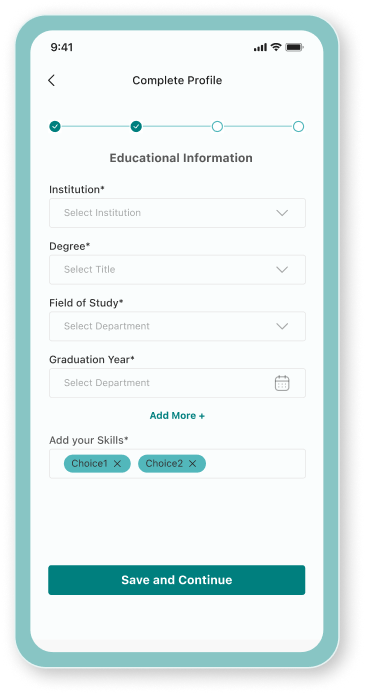 9:41
Complete Profile
Educational Information
Institution*
Select Institution
Degree*
Select Title
Field of Study*
Select Department
Graduation Year*
Select Department
Add More +
Add your Skills*
Choice1 Choice2
Save and Continue